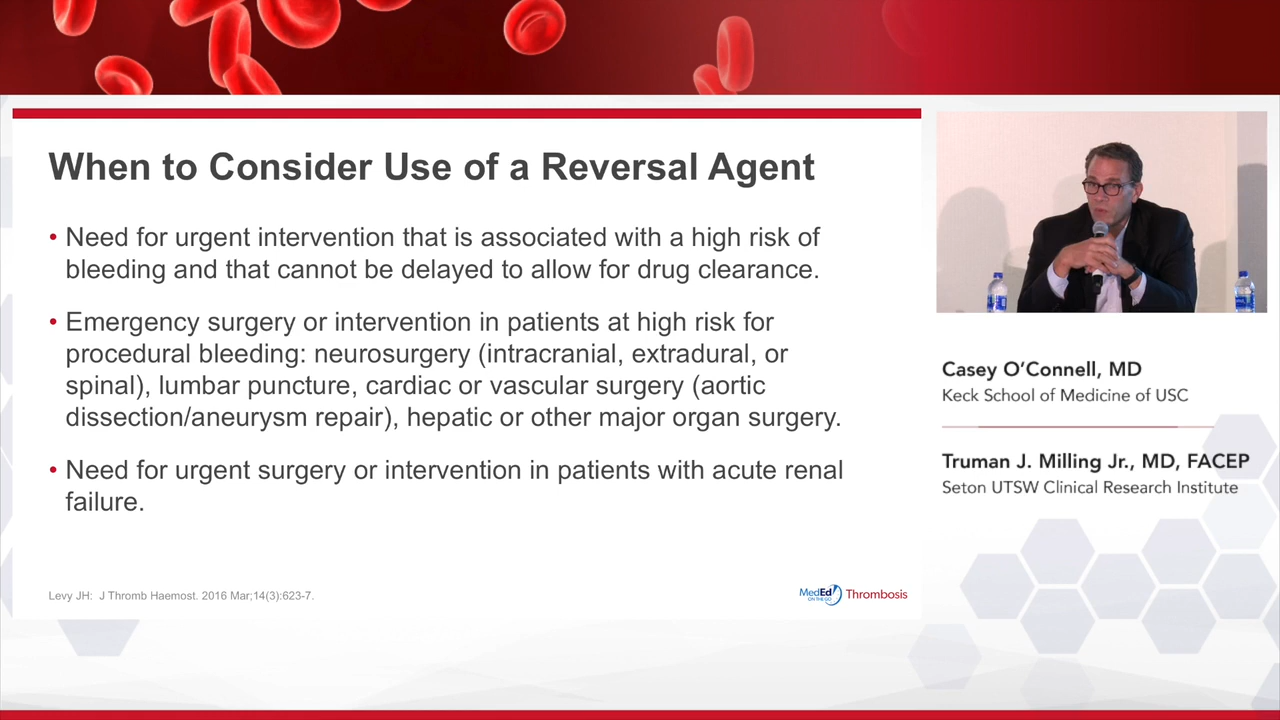 When to Consider Use of a Reversal Agent
• Need for urgent intervention that is associated with a high risk of
bleeding and that cannot be delayed to allow for drug clearance.
• Emergency surgery or intervention in patients at high risk for
procedural bleeding: neurosurgery (intracranial, extradural, or
spinal), lumbar puncture, cardiac or vascular surgery (aortic
dissection/aneurysm repair), hepatic or other major organ surgery.
• Need for urgent surgery or intervention in patients with acute renal
failure.
Levy JH: J Thromb Haemost. 2016 Mar;14(3):623-7.
MedEd
ON THE GO
Thrombosis
Casey O’Connell, MD
Keck School of Medicine of USC
Truman J. Milling Jr., MD, FACEP
Seton UTSW Clinical Research Institute